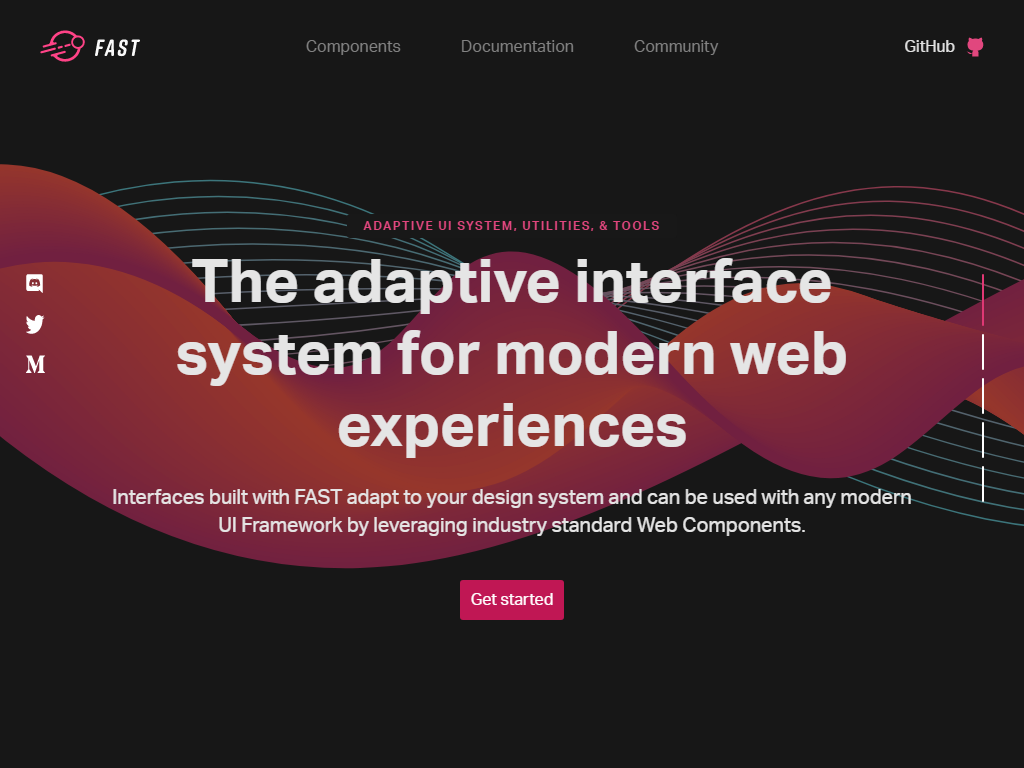 FAST
Components
Documentation
Community
GitHub
ADAPTIVE UI SYSTEM, UTILITIES, & TOOLS
The adaptive interface
system for modern web
experiences
Interfaces built with FAST adapt to your design system and can be used with any modern
UI Framework by leveraging industry standard Web Components.
Get started